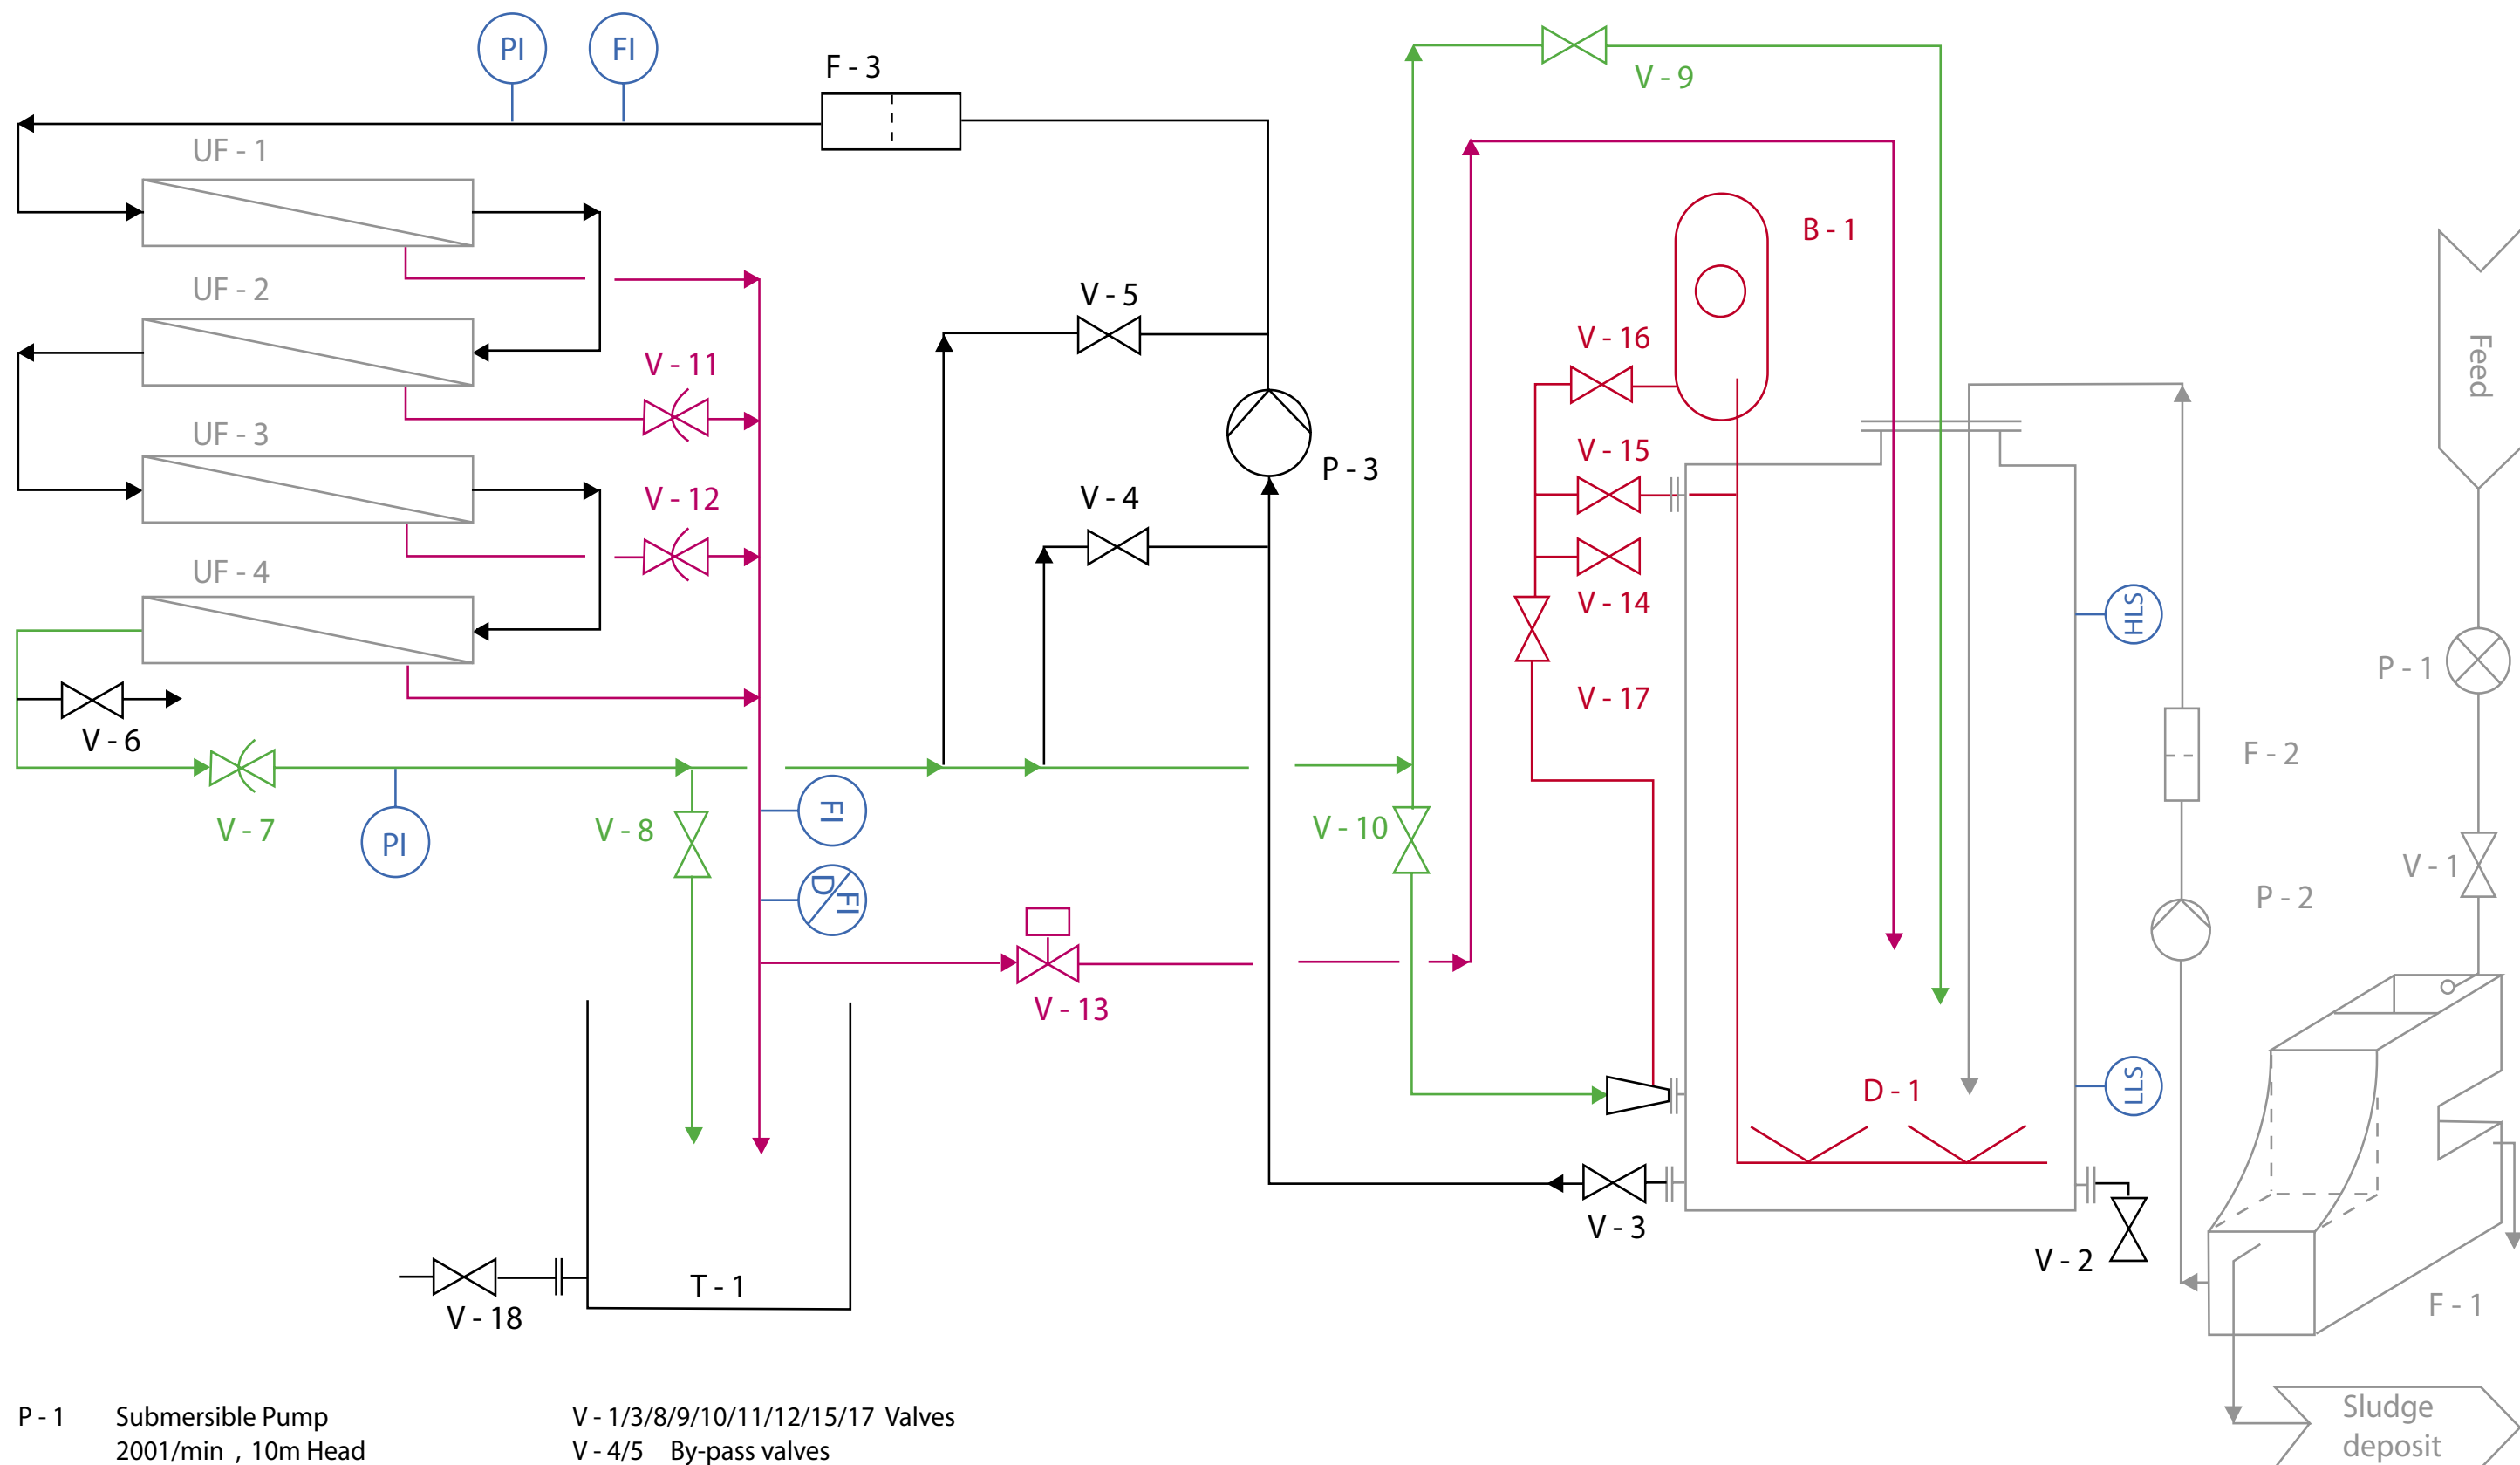 PI
FI
F - 3
V - 9
UF - 1
B - 1
UF - 2
V - 5
V - 16
Feed
V - 11
UF - 3
V - 15
P - 3
V - 12
V - 4
UF - 4
V - 14
HLS
P - 1
V - 17
V - 6
F - 2
FI
V - 7
PI
V - 8
V - 10
V - 1
D/FI
P - 2
V - 13
D - 1
LLS
V - 3
V - 2
T - 1
V - 18
F - 1
P - 1 Submersible Pump
2001/min , 10m Head
V - 1/3/8/9/10/11/12/15/17 Valves
V - 4/5 By-pass valves
Sludge
deposit